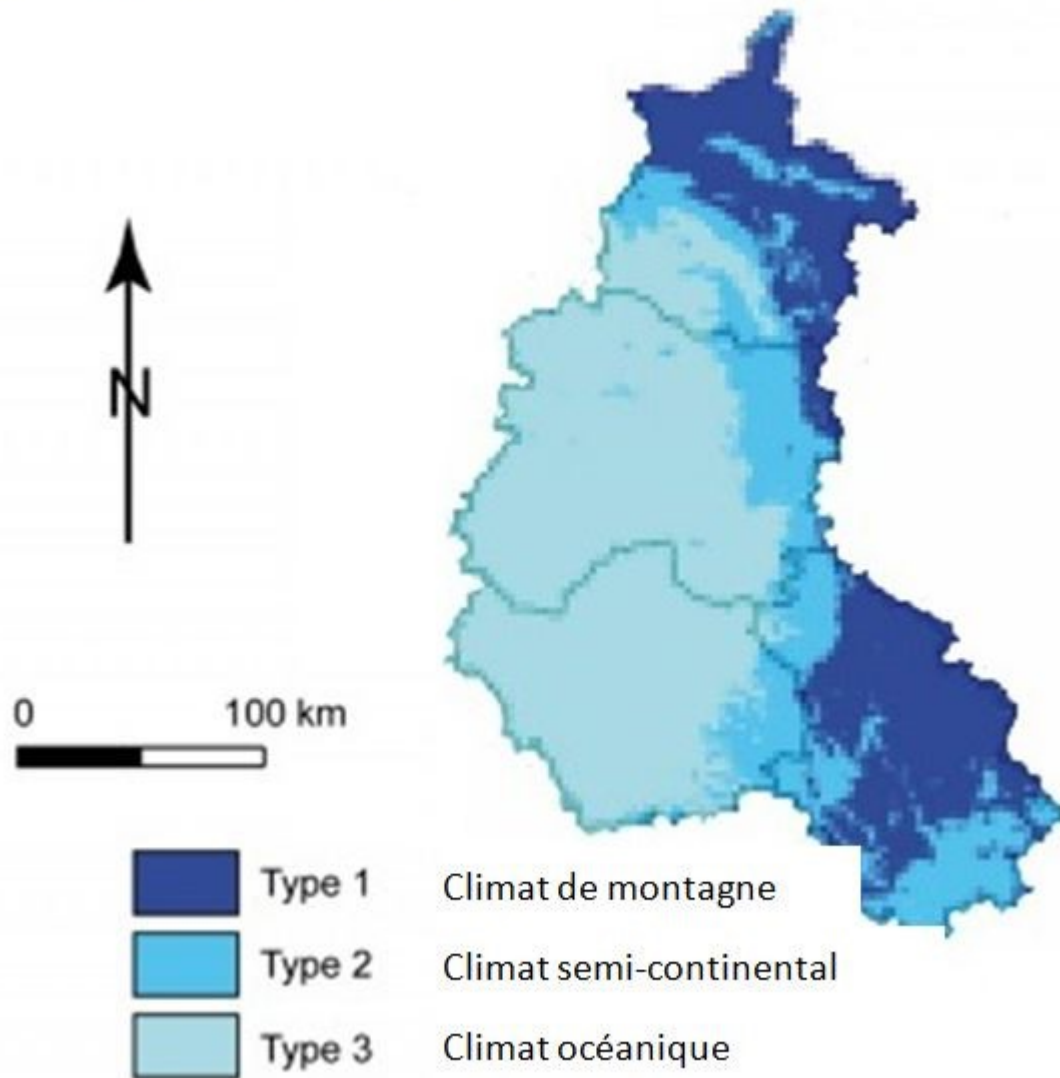 N
0 100 km
Type 1 Climat de montagne
Type 2 Climat semi-continental
Type 3 Climat océanique